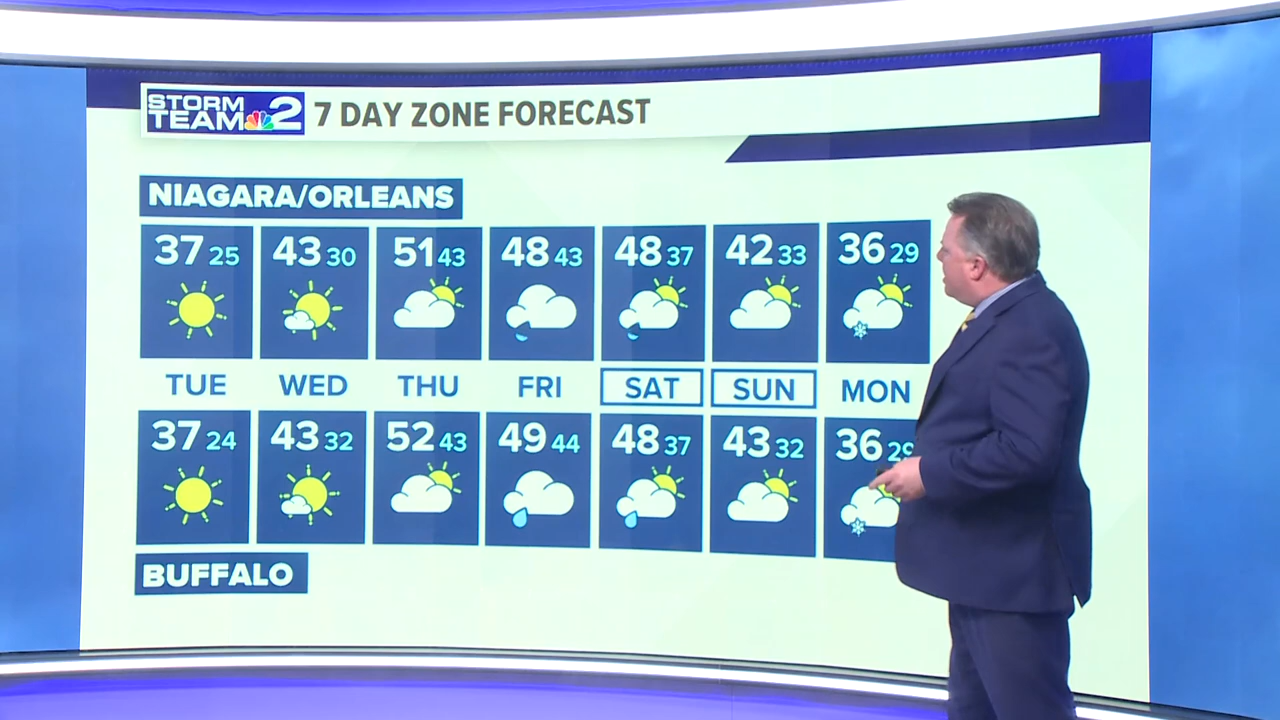 STORM
TEAM 2
7 DAY ZONE FORECAST
NIAGARA/ORLEANS
37 25 43 30 51 43 48 43 48 37 42 33 36 29
TUE WED THU FRI SAT SUN MON
37 24 43 32 52 43 49 44 48 37 43 32 36 29
BUFFALO